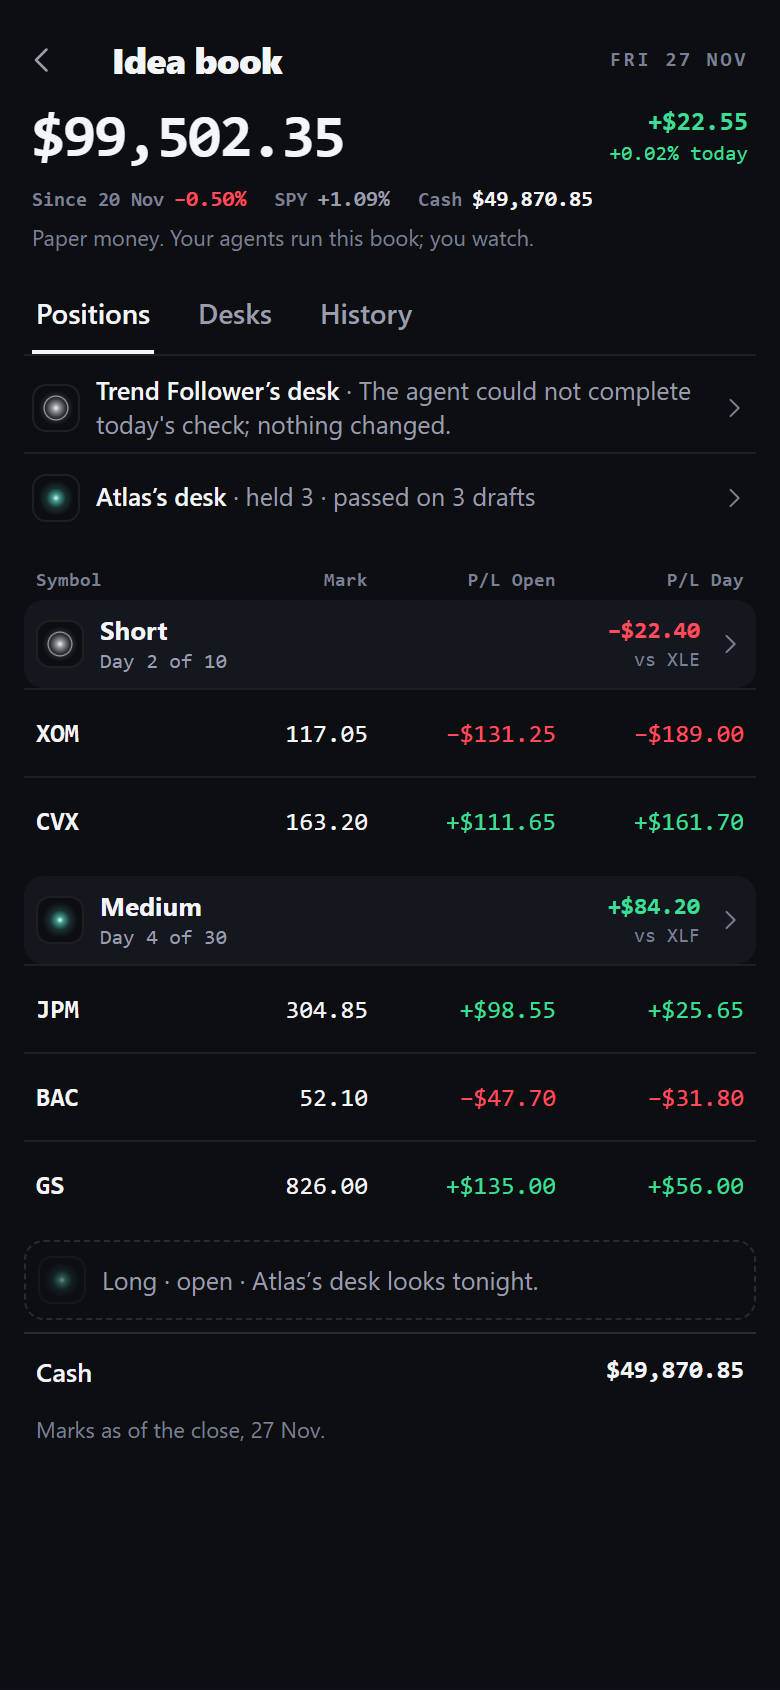 Idea book
FRI 27 NOV
$99,502.35
+$22.55
+0.02% today
Since 20 Nov −0.50% SPY +1.09% Cash $49,870.85
Paper money. Your agents run this book; you watch.
Positions Desks History
Trend Follower’s desk · The agent could not complete
today's check; nothing changed.
Atlas’s desk · held 3 · passed on 3 drafts
Symbol Mark P/L Open P/L Day
Short −$22.40
Day 2 of 10 vs XLE
XOM 117.05 −$131.25 −$189.00
CVX 163.20 +$111.65 +$161.70
Medium +$84.20
Day 4 of 30 vs XLF
JPM 304.85 +$98.55 +$25.65
BAC 52.10 −$47.70 −$31.80
GS 826.00 +$135.00 +$56.00
Long · open · Atlas’s desk looks tonight.
Cash $49,870.85
Marks as of the close, 27 Nov.